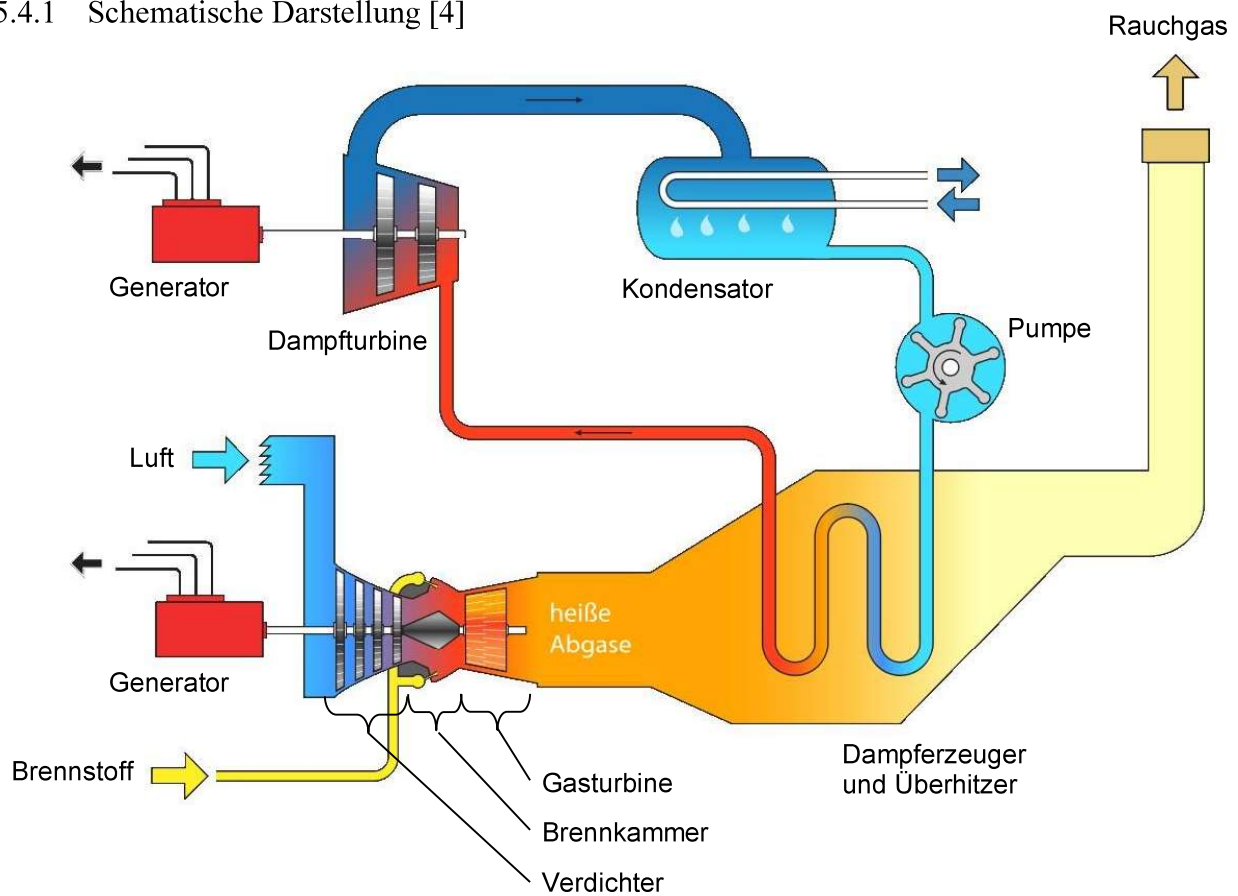 5.4.1 Schematische Darstellung [4]
Rauchgas
Generator
Dampfturbine
Kondensator
Pumpe
Luft
Generator
heiße
Abgase
Brennstoff
Dampferzeuger
und Überhitzer
Gasturbine
Brennkammer
Verdichter